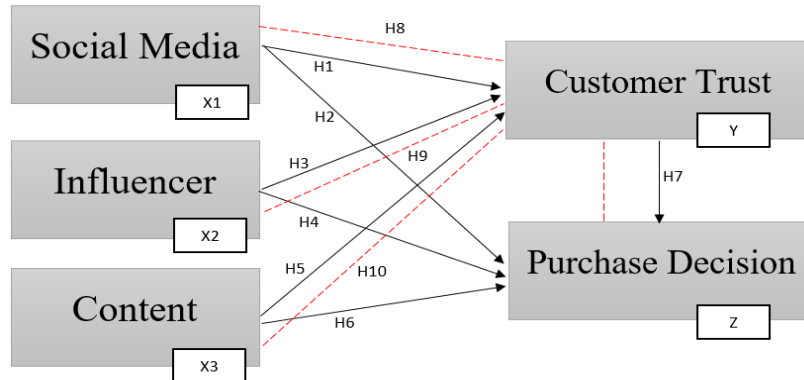 Social Media
X1
H8
H1
H2
Customer Trust
Y
Influencer
X2
H3
H9
H4
H7
Content
X3
H5
H10
H6
Purchase Decision
Z